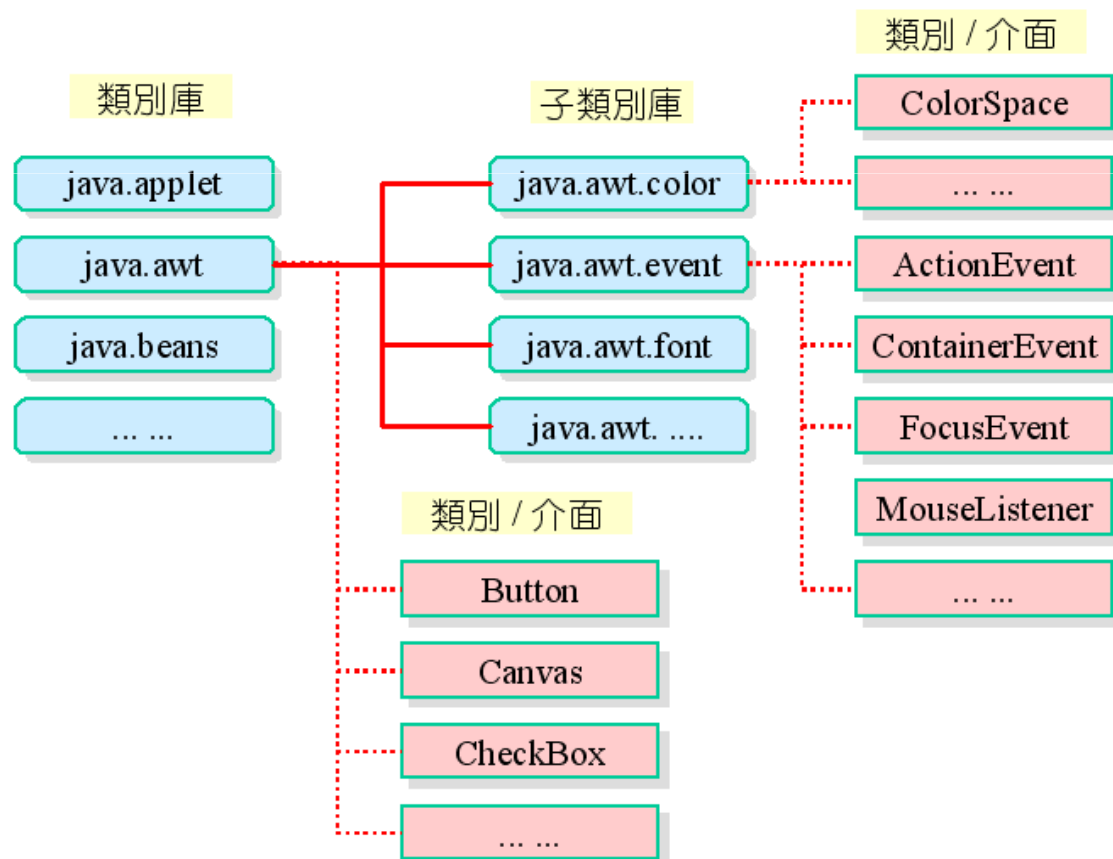 類別庫
java.applet
java.awt
java.beans
... ...
子類別庫
java.awt.color
java.awt.event
java.awt.font
java.awt. ....
類別 / 介面
ColorSpace
... ...
ActionEvent
ContainerEvent
FocusEvent
MouseListener
... ...
類別 / 介面
Button
Canvas
CheckBox
... ...